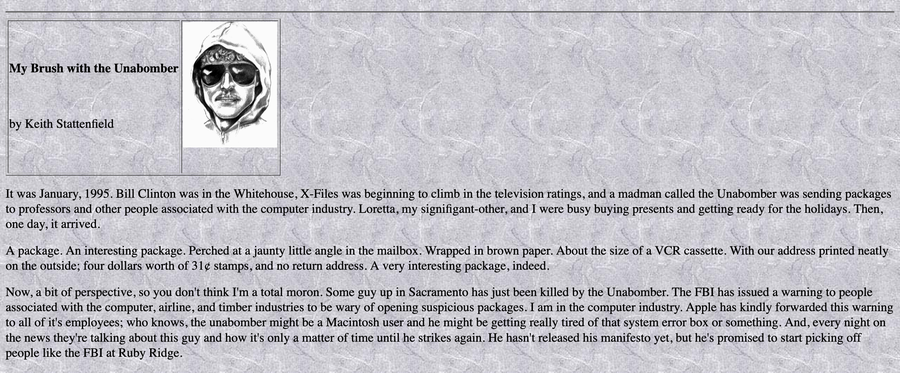 My Brush with the Unabomber
by Keith Stattenfield
It was January, 1995. Bill Clinton was in the Whitehouse, X-Files was beginning to climb in the television ratings, and a madman called the Unabomber was sending packages
to professors and other people associated with the computer industry. Loretta, my signifigant-other, and I were busy buying presents and getting ready for the holidays. Then,
one day, it arrived.
A package. An interesting package. Perched at a jaunty little angle in the mailbox. Wrapped in brown paper. About the size of a VCR cassette. With our address printed neatly
on the outside; four dollars worth of 31¢ stamps, and no return address. A very interesting package, indeed.
Now, a bit of perspective, so you don't think I'm a total moron. Some guy up in Sacramento has just been killed by the Unabomber. The FBI has issued a warning to people
associated with the computer, airline, and timber industries to be wary of opening suspicious packages. I am in the computer industry. Apple has kindly forwarded this warning
to all of it's employees; who knows, the unabomber might be a Macintosh user and he might be getting really tired of that system error box or something. And, every night on
the news they're talking about this guy and how it's only a matter of time until he strikes again. He hasn't released his manifesto yet, but he's promised to start picking off
people like the FBI at Ruby Ridge.